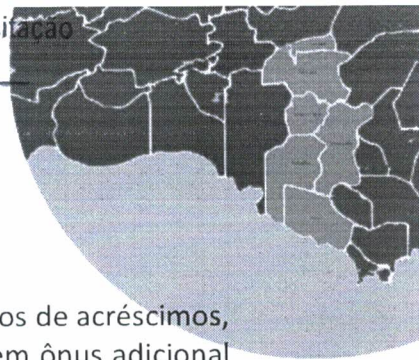 itação
os de acréscimos,
em ônus adicional